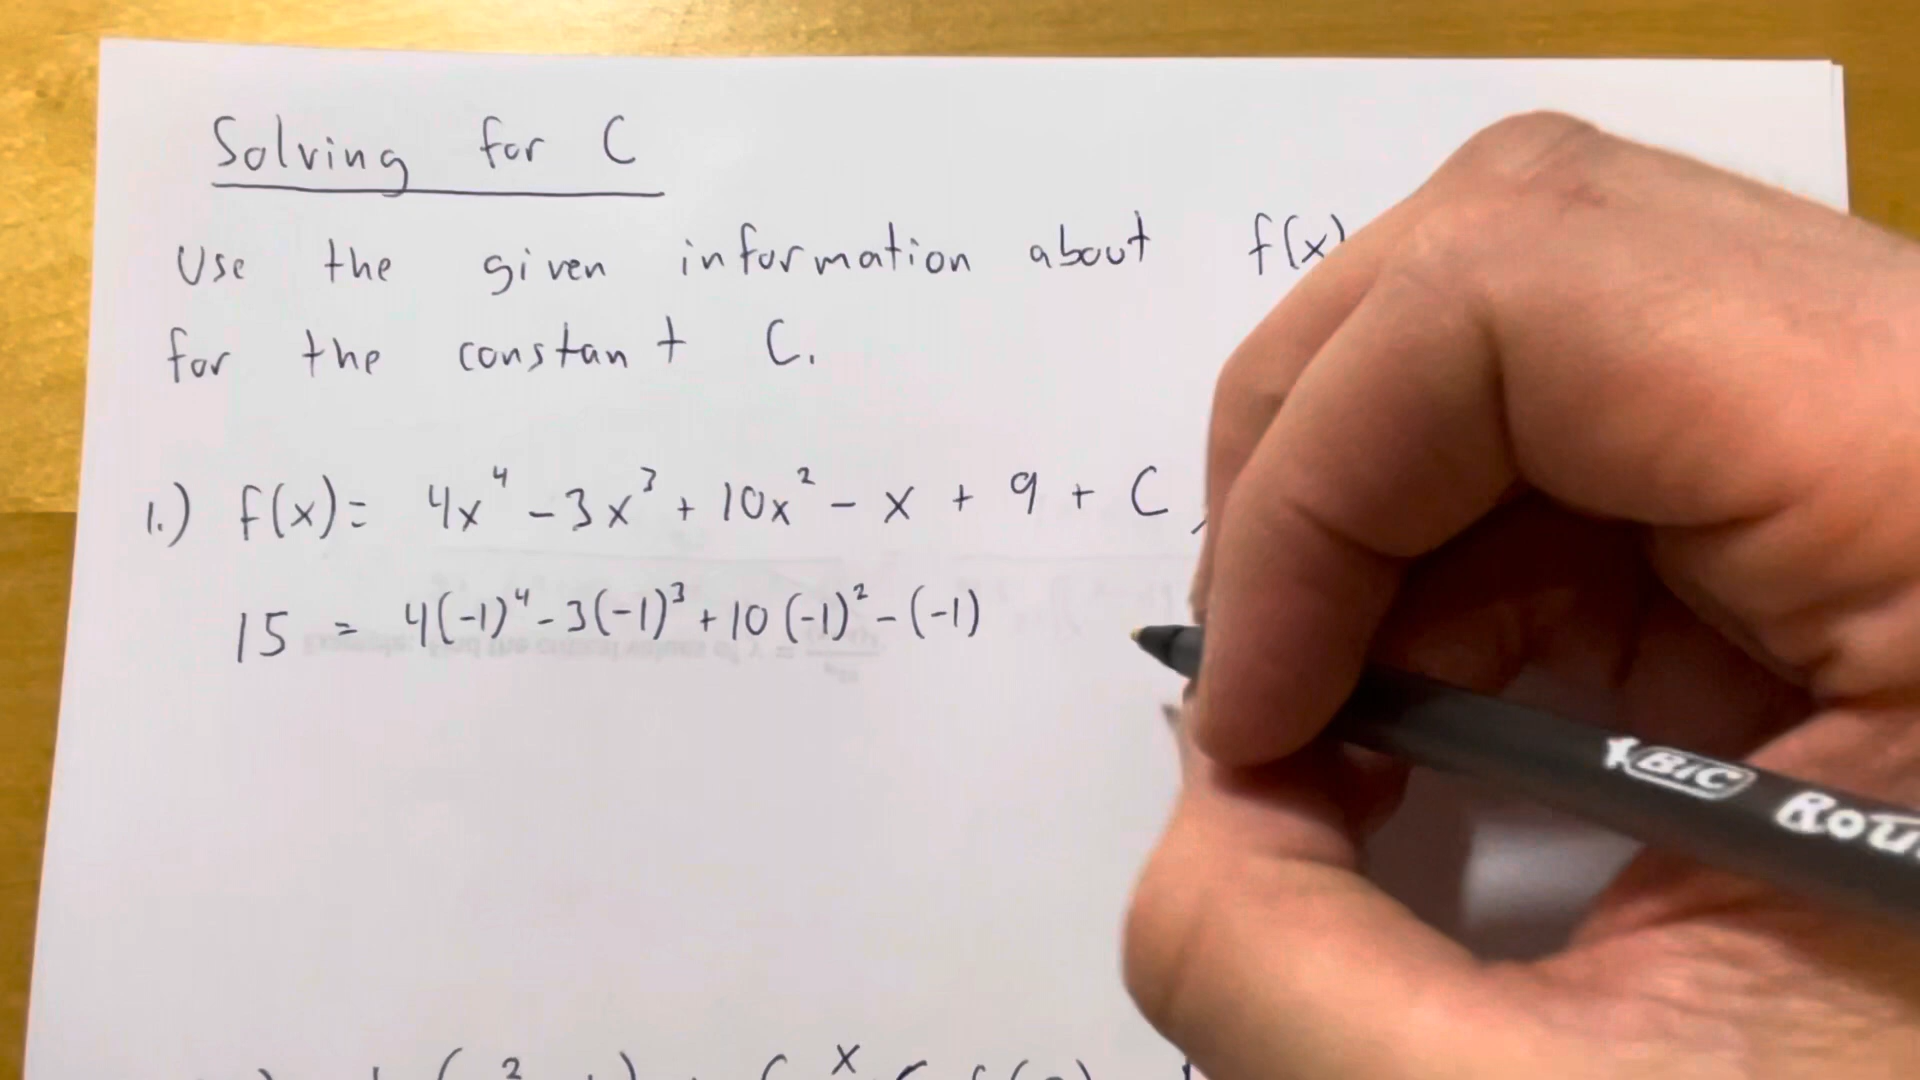 Solving for C
Use the given information about f(x)
for the constant C.
1.) f(x)= 4x⁴ - 3x³ + 10x² - x + 9 + C,
15 = 4(-1)⁴ - 3(-1)³ + 10(-1)² - (-1)
BIC